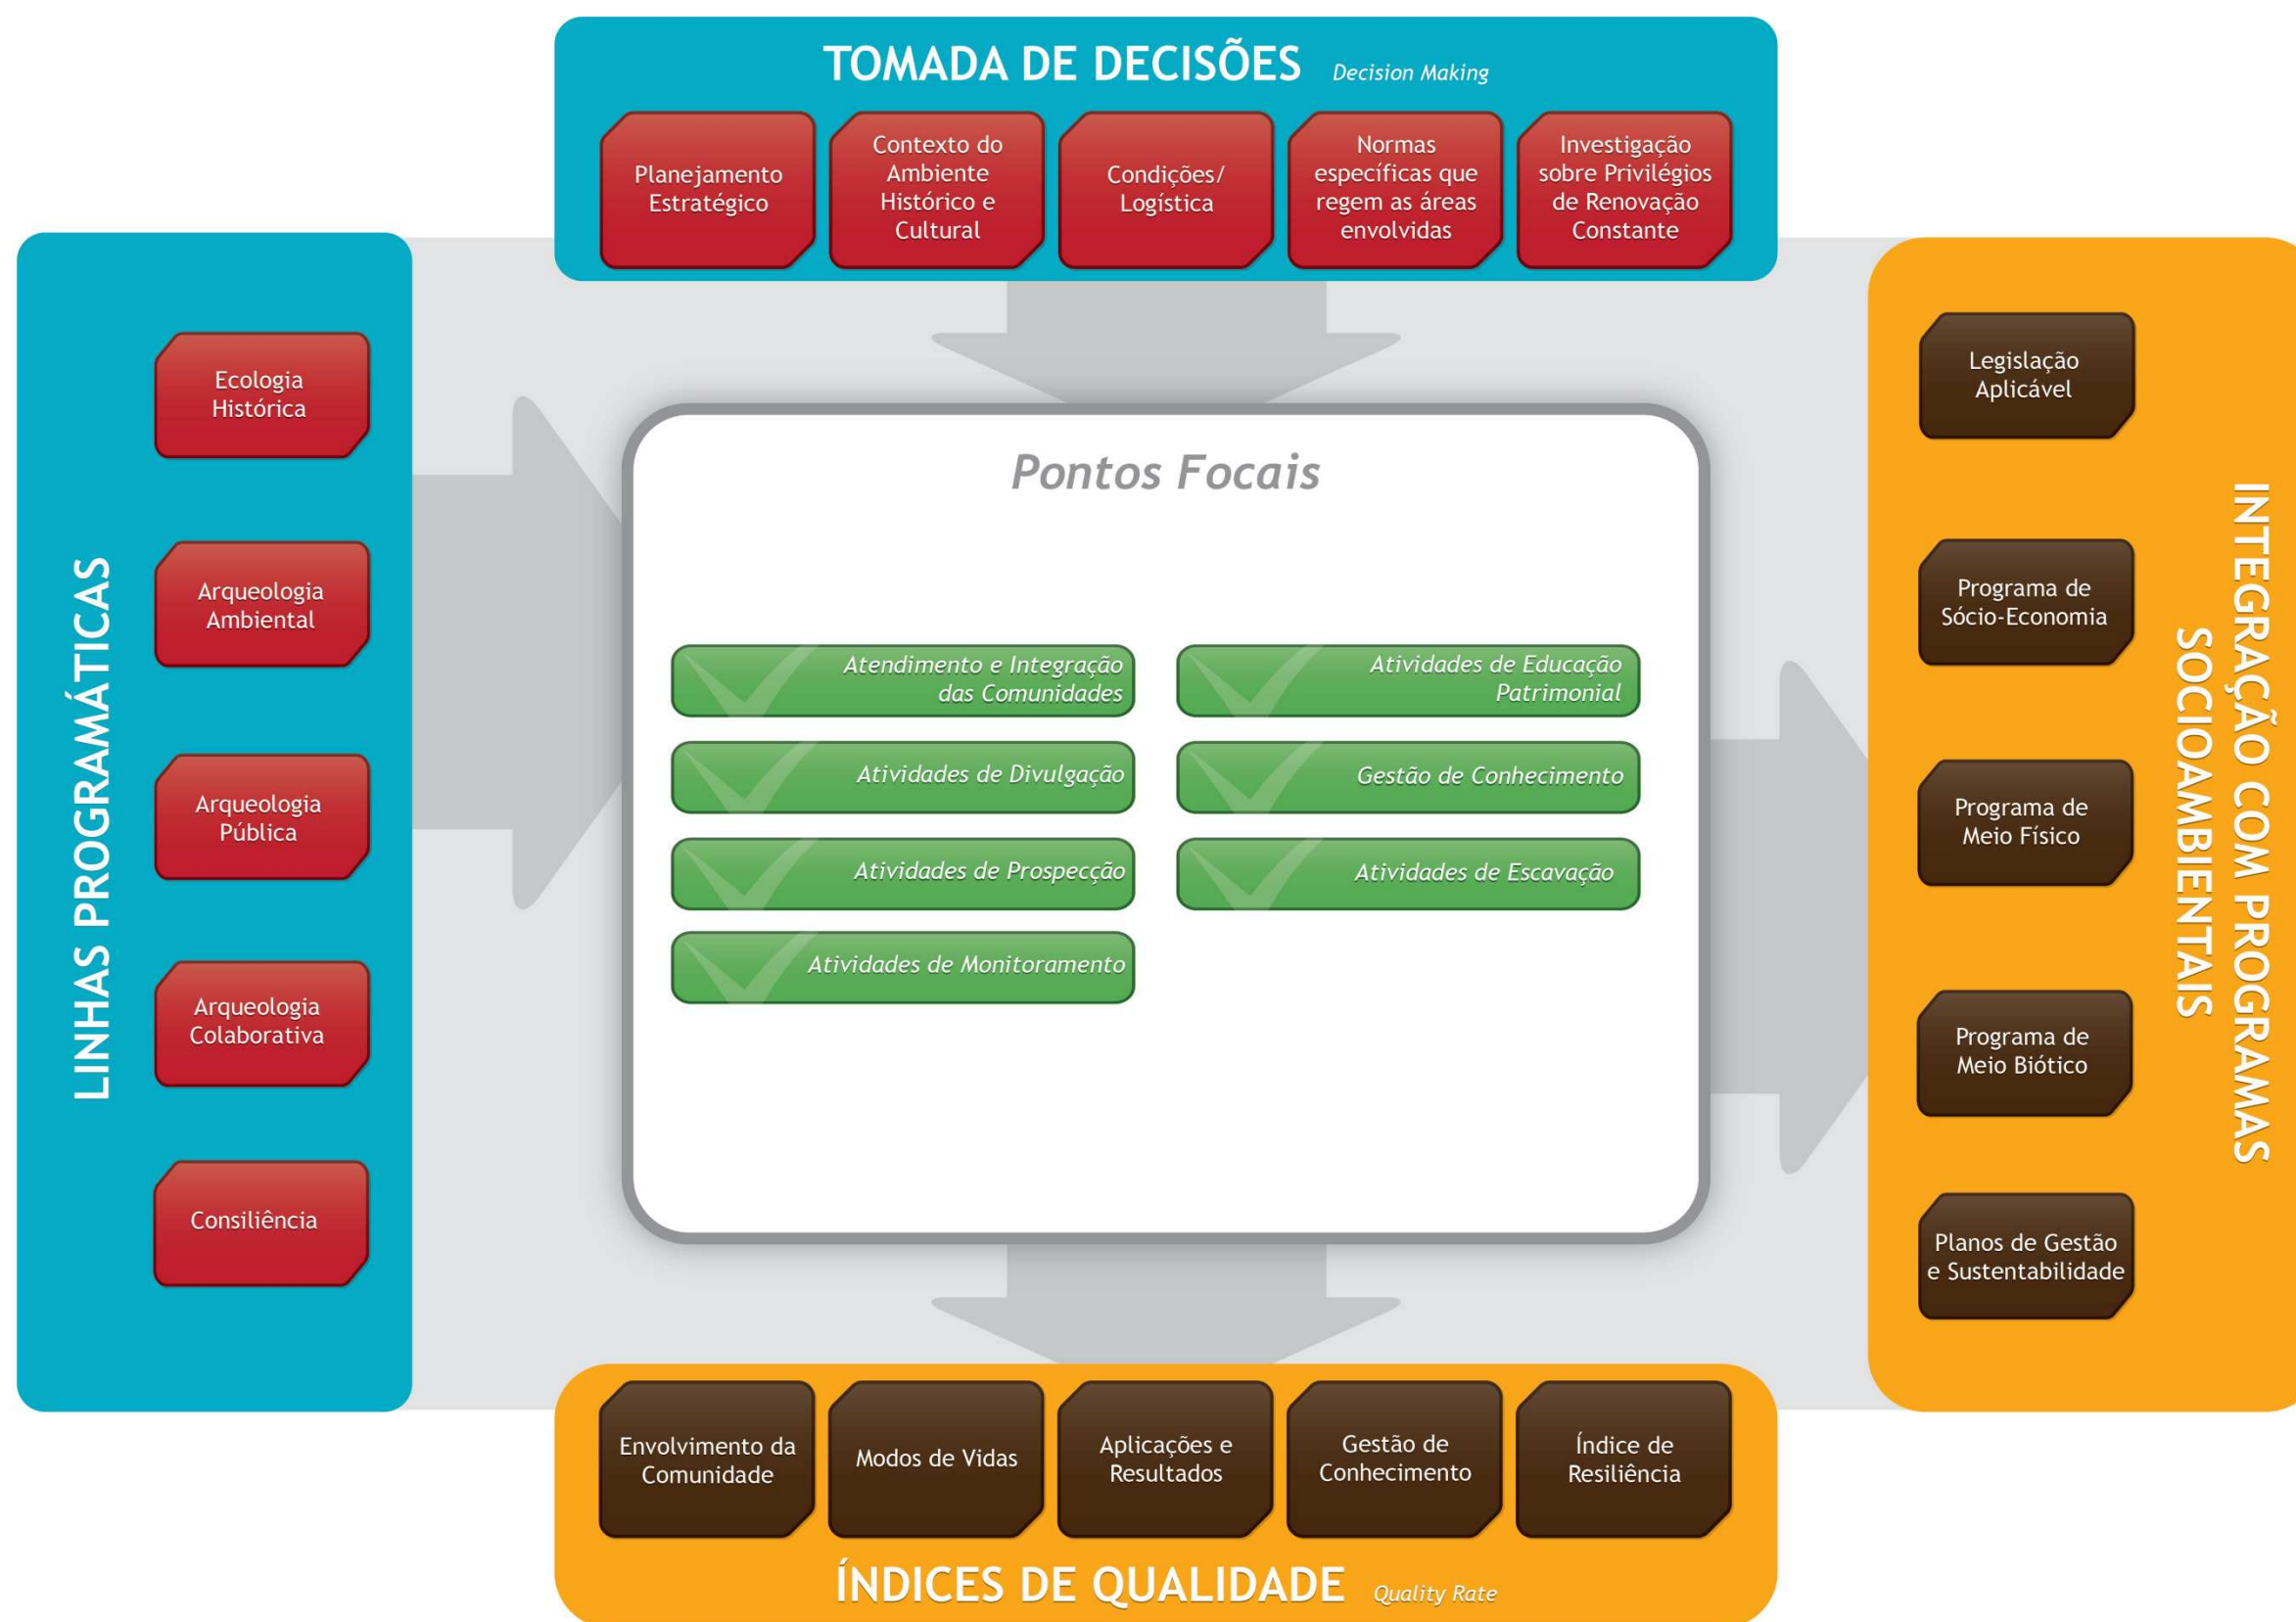 TOMADA DE DECISÕES Decision Making
Planejamento
Estratégico
Contexto do
Ambiente
Histórico e
Cultural
Condições/
Logística
Normas
específicas que
regem as áreas
envolvidas
Investigação
sobre Privilégios
de Renovação
Constante
LINHAS PROGRAMÁTICAS
Ecologia
Histórica
Arqueologia
Ambiental
Arqueologia
Pública
Arqueologia
Colaborativa
Consiliência
Pontos Focais
Atendimento e Integração
das Comunidades
Atividades de Educação
Patrimonial
Atividades de Divulgação
Gestão de Conhecimento
Atividades de Prospecção
Atividades de Escavação
Atividades de Monitoramento
INTEGRAÇÃO COM PROGRAMAS
SOCIOAMBIENTAIS
Legislação
Aplicável
Programa de
Sócio-Economia
Programa de
Meio Físico
Programa de
Meio Biótico
Planos de Gestão
e Sustentabilidade
Envolvimento da
Comunidade
Modos de Vidas
Aplicações e
Resultados
Gestão de
Conhecimento
Índice de
Resiliência
ÍNDICES DE QUALIDADE Quality Rate